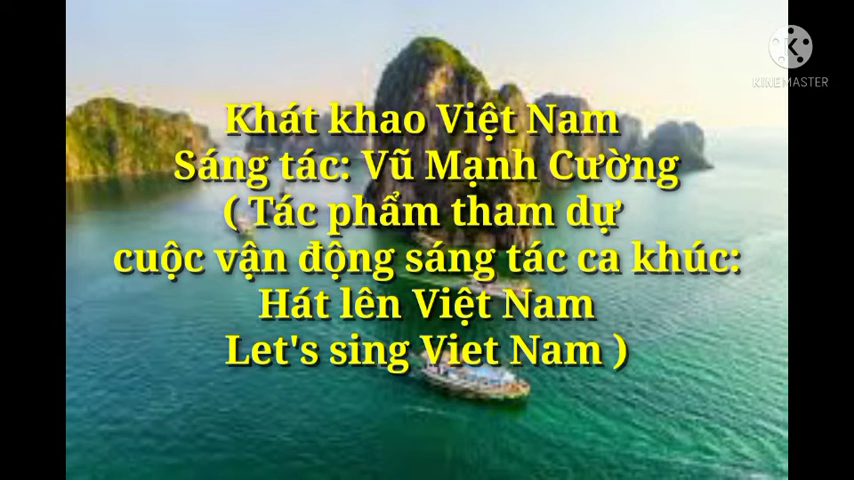 KINEMASTER
Khát khao Việt Nam
Sáng tác: Vũ Mạnh Cường
( Tác phẩm tham dự
cuộc vận động sáng tác ca khúc:
Hát lên Việt Nam
Let's sing Viet Nam )